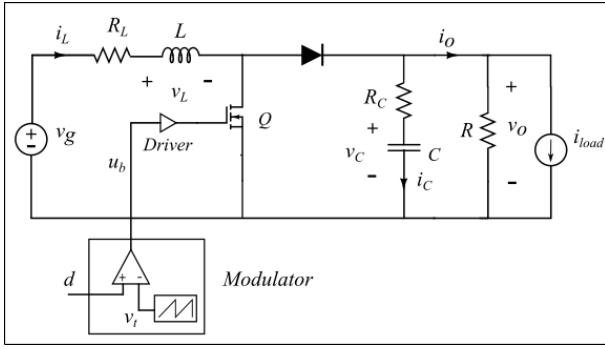 i_L R_L L i_O
+ v_L -
R_C
+ v_g -
Driver
Q
u_b
+ v_C -
C
i_C
R
+ v_O -
i_load
d
+ -
v_t
Modulator